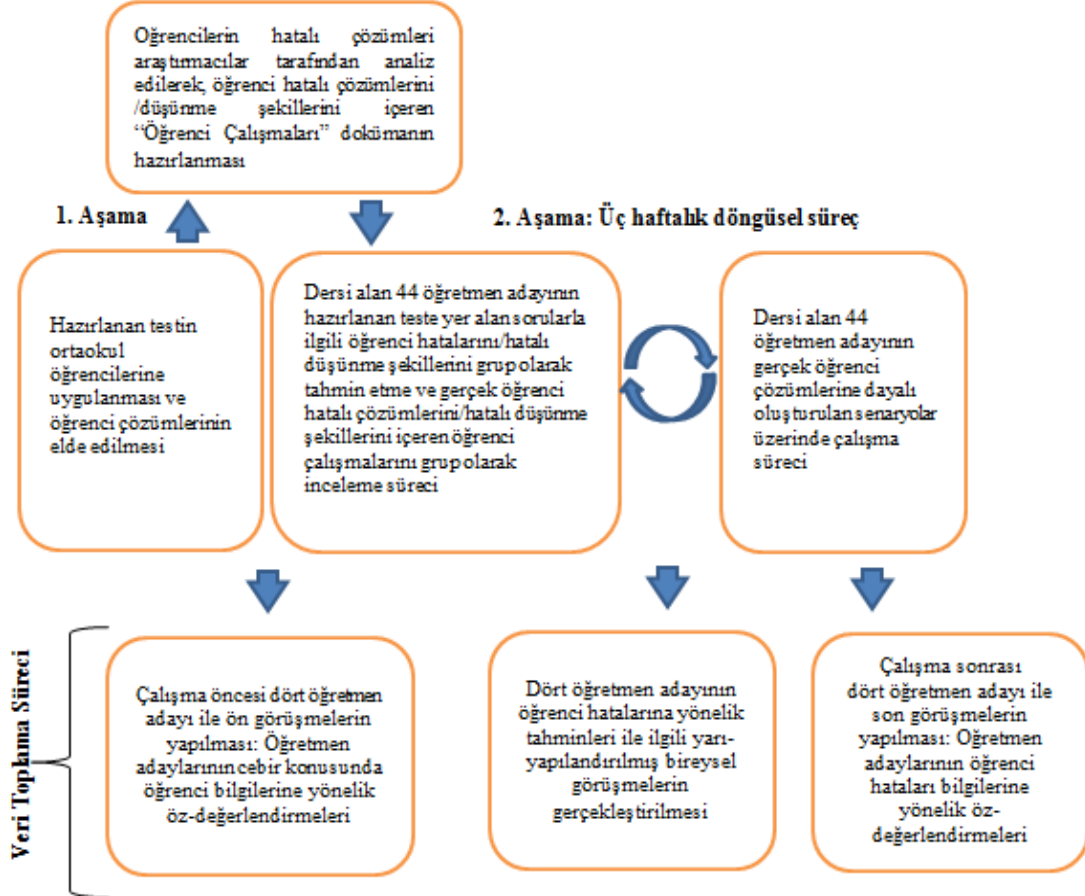 Öğrencilerin hatalı çözümleri
araştırmacılar tarafından analiz
edilerek, öğrenci hatalı çözümlerini
/düşünme şekillerini içeren
“Öğrenci Çalışmaları” dokümanın
hazırlanması
1. Aşama
2. Aşama: Üç haftalık döngüsel süreç
Hazırlanan testin
ortaokul
öğrencilerine
uygulanması ve
öğrenci çözümlerinin
elde edilmesi
Dersi alan 44 öğretmen adayının
hazırlanan teste yer alan sorularla
ilgili öğrenci hatalarını/hatalı
düşünme şekillerini grup olarak
tahmin etme ve gerçek öğrenci
hatalı çözümlerini/hatalı düşünme
şekillerini içeren öğrenci
çalışmalarını grup olarak
inceleme süreci
Dersi alan 44
öğretmen adayının
gerçek öğrenci
çözümlerine dayalı
oluşturulan senaryolar
üzerinde çalışma
süreci
Veri Toplama Süreci
Çalışma öncesi dört öğretmen
adayı ile ön görüşmelerin
yapılması: Öğretmen
adaylarının cebir konusunda
öğrenci bilgilerine yönelik
öz-değerlendirmeleri
Dört öğretmen adayının
öğrenci hatalarına yönelik
tahminleri ile ilgili yarı-
yapılandırılmış bireysel
görüşmelerin
gerçekleştirilmesi
Çalışma sonrası
dört öğretmen adayı ile
son görüşmelerin
yapılması: Öğretmen
adaylarının öğrenci
hataları bilgilerine
yönelik öz-
değerlendirmeleri